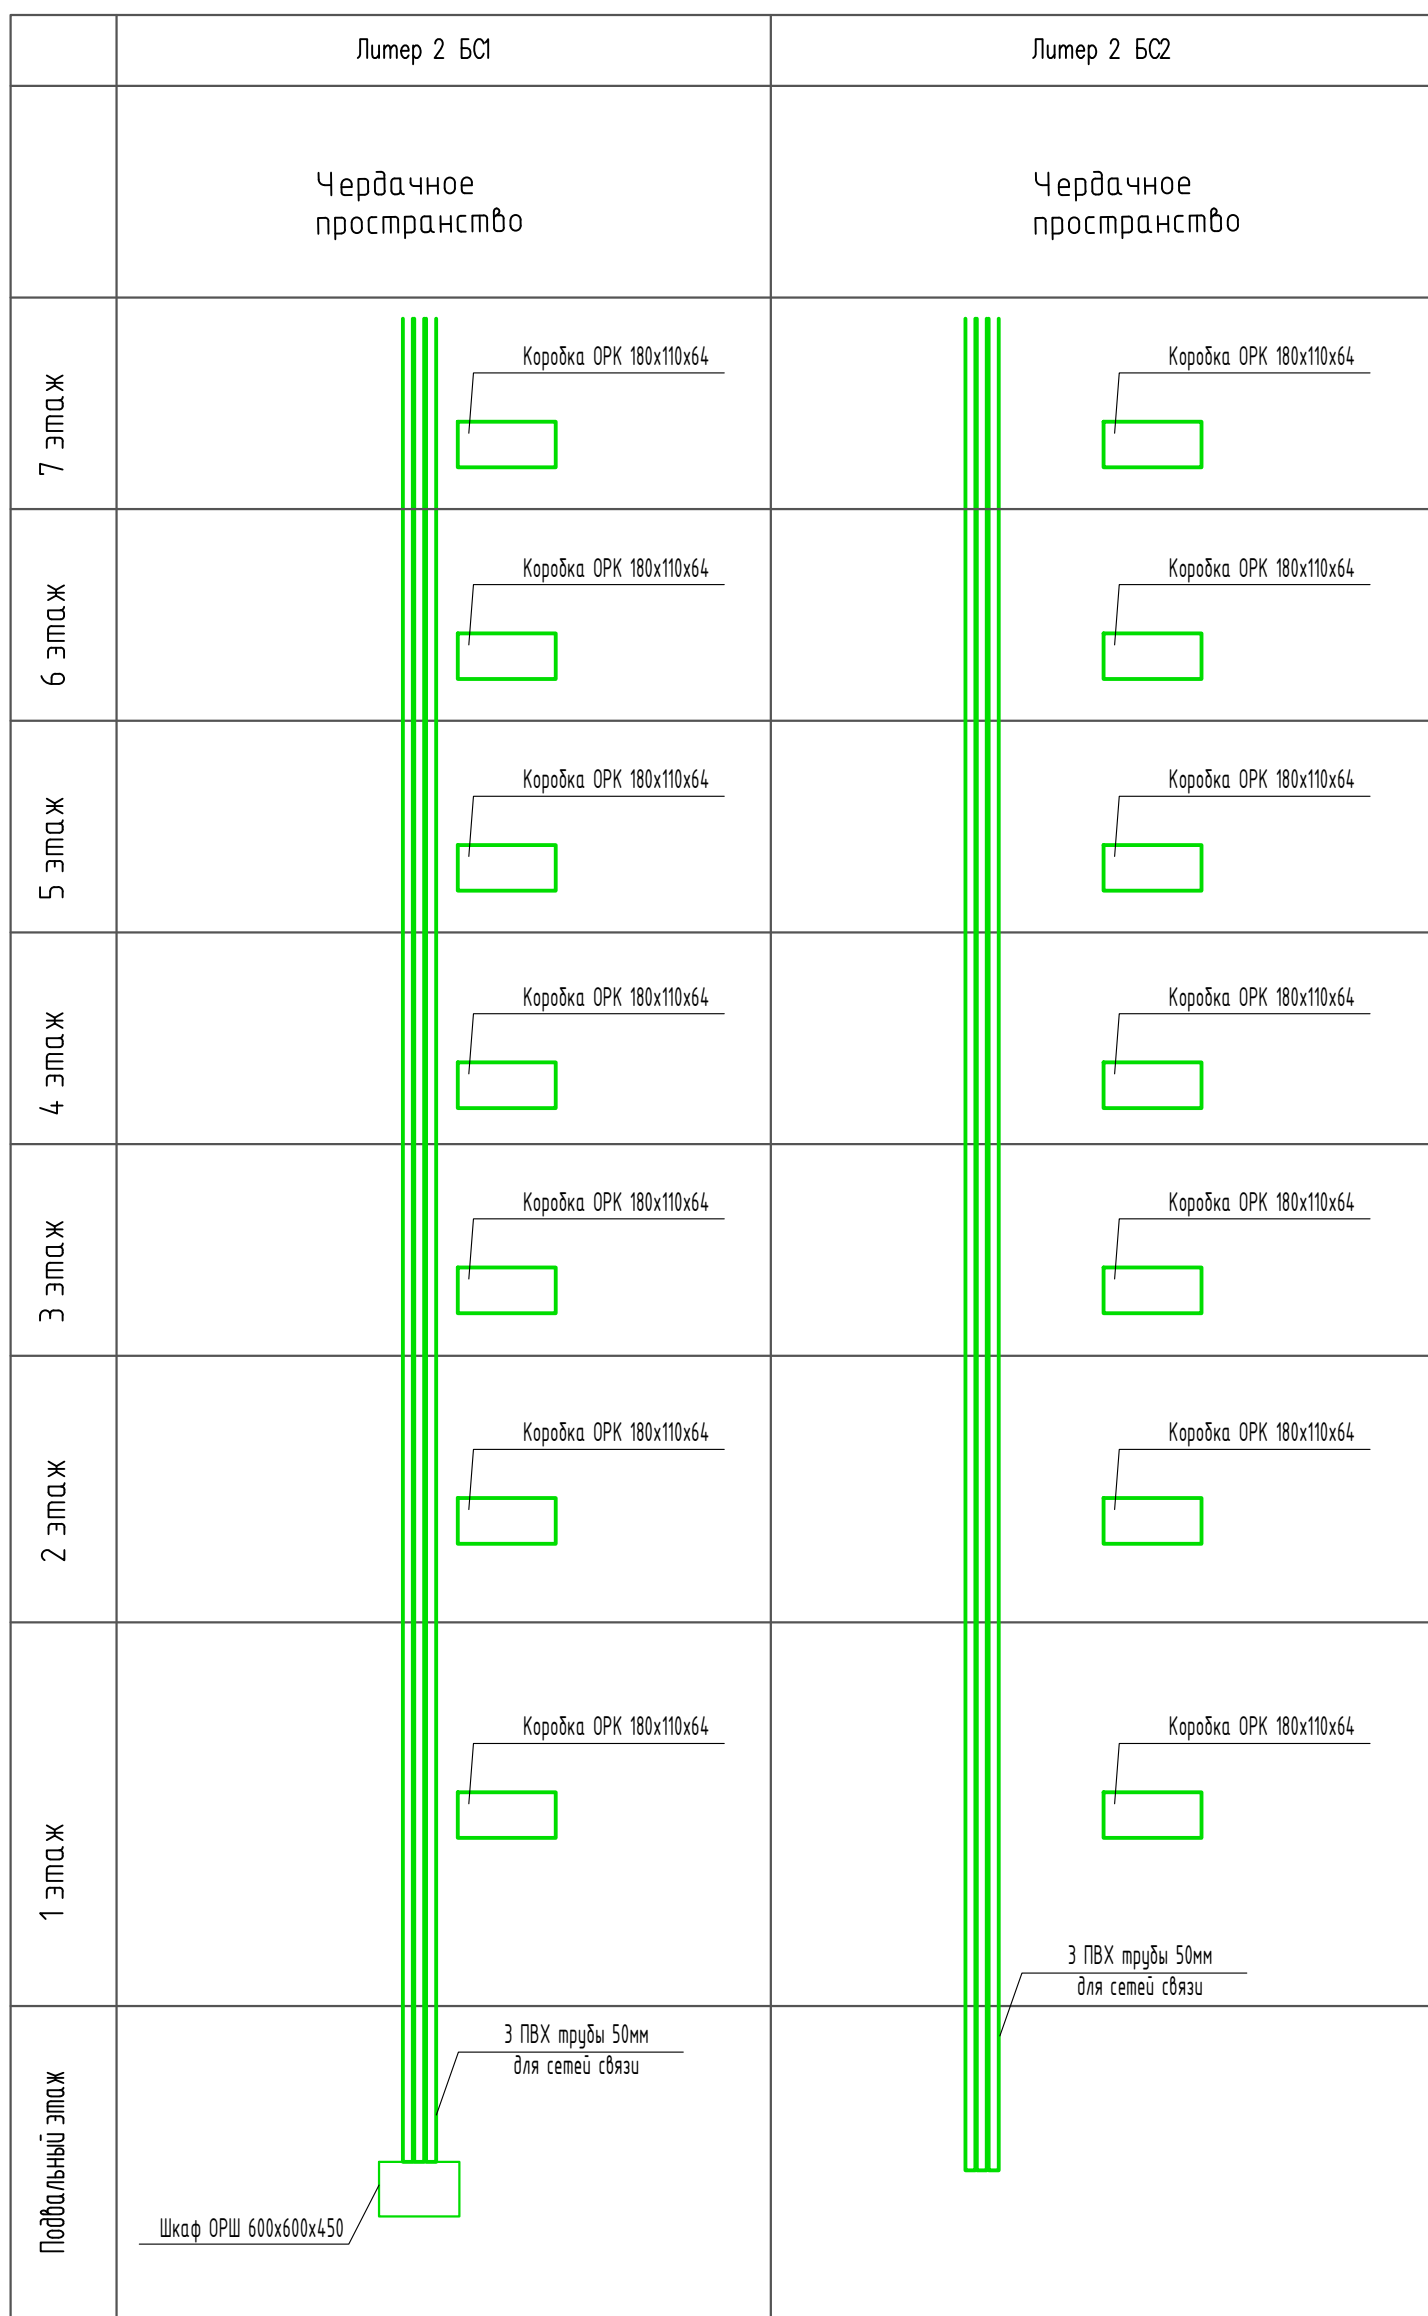 Литер 2 БС1
Литер 2 БС2
Чердачное
пространство
Чердачное
пространство
7 этаж
Коробка ОРК 180х110х64
Коробка ОРК 180х110х64
6 этаж
Коробка ОРК 180х110х64
Коробка ОРК 180х110х64
5 этаж
Коробка ОРК 180х110х64
Коробка ОРК 180х110х64
4 этаж
Коробка ОРК 180х110х64
Коробка ОРК 180х110х64
3 этаж
Коробка ОРК 180х110х64
Коробка ОРК 180х110х64
2 этаж
Коробка ОРК 180х110х64
Коробка ОРК 180х110х64
1 этаж
Коробка ОРК 180х110х64
Коробка ОРК 180х110х64
3 ПВХ трубы 50мм
для сетей связи
Подвальный этаж
3 ПВХ трубы 50мм
для сетей связи
Шкаф ОРШ 600х600х450